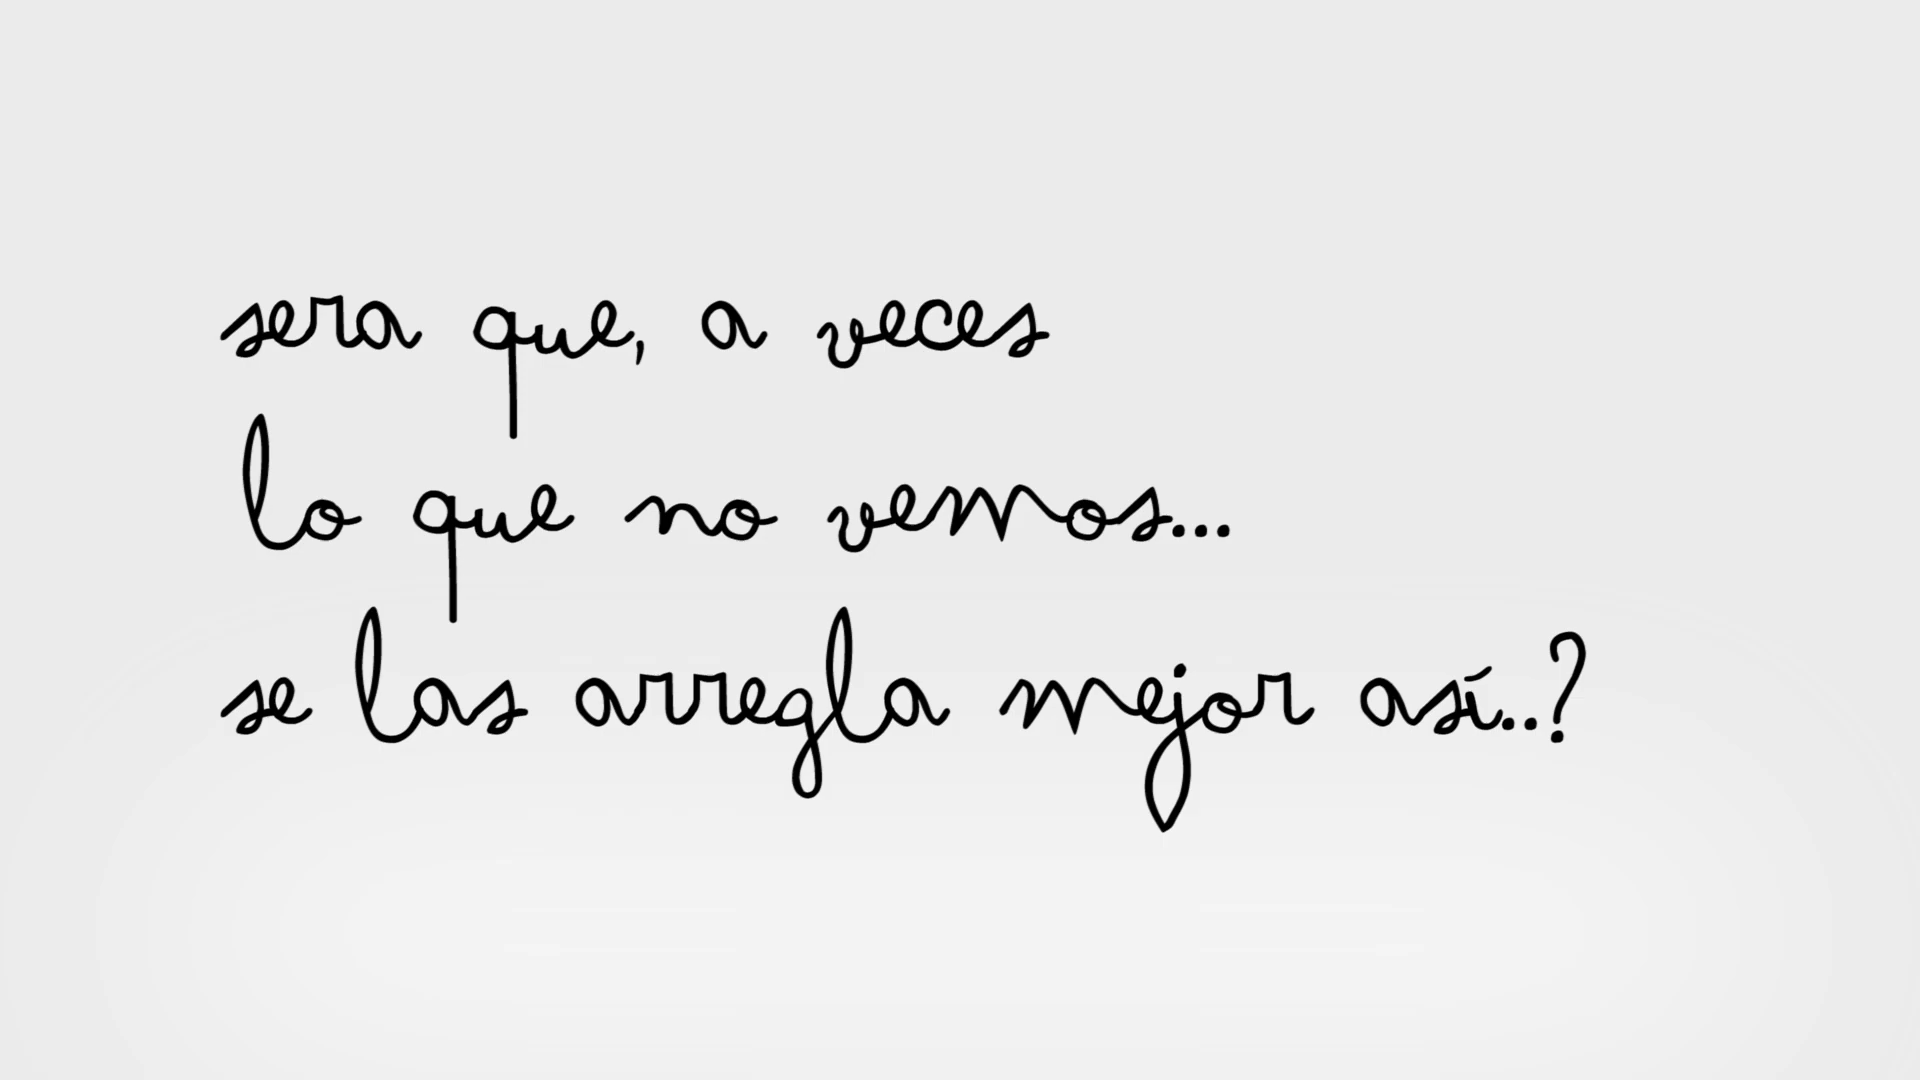 sera que, a veces
lo que no vemos...
se las arregla mejor así..?